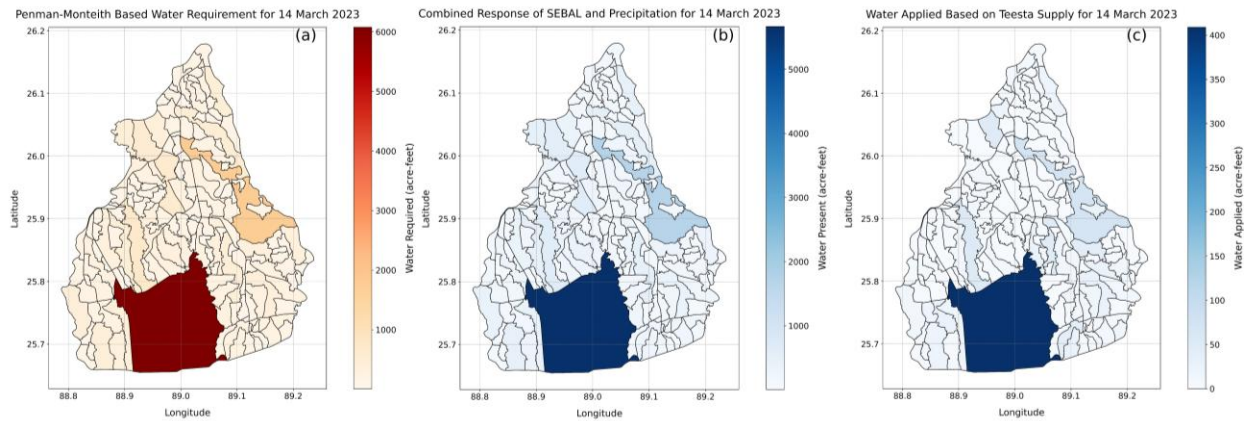 Penman-Monteith Based Water Requirement for 14 March 2023
(a)
26.2
26.1
26.0
25.9
25.8
25.7
Latitude
88.8 88.9 89.0 89.1 89.2
Longitude
6000
5000
4000
3000
2000
1000
Water Required (acre-feet)
Combined Response of SEBAL and Precipitation for 14 March 2023
(b)
26.2
26.1
26.0
25.9
25.8
25.7
Latitude
88.8 88.9 89.0 89.1 89.2
Longitude
5000
4000
3000
2000
1000
Water Present (acre-feet)
Water Applied Based on Teesta Supply for 14 March 2023
(c)
26.2
26.1
26.0
25.9
25.8
25.7
Latitude
88.8 88.9 89.0 89.1 89.2
Longitude
400
350
300
250
200
150
100
50
0
Water Applied (acre-feet)